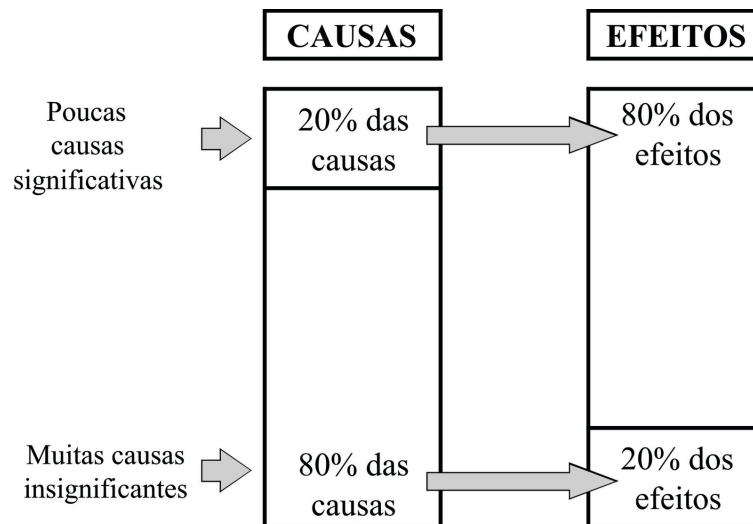 CAUSAS
EFEITOS
Poucas
causas
significativas
20% das
causas
80% dos
efeitos
Muitas causas
insignificantes
80% das
causas
20% dos
efeitos